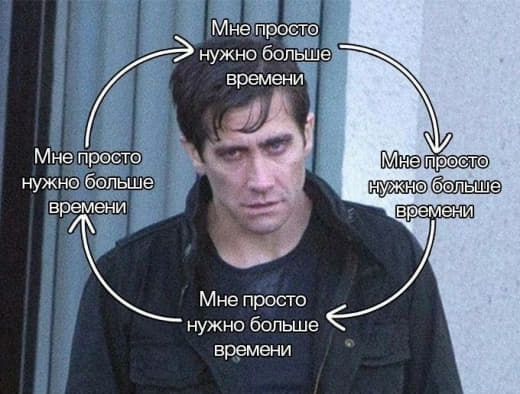 Мне просто
нужно больше
времени
Мне просто
нужно больше
времени
Мне просто
нужно больше
времени
Мне просто
нужно больше
времени